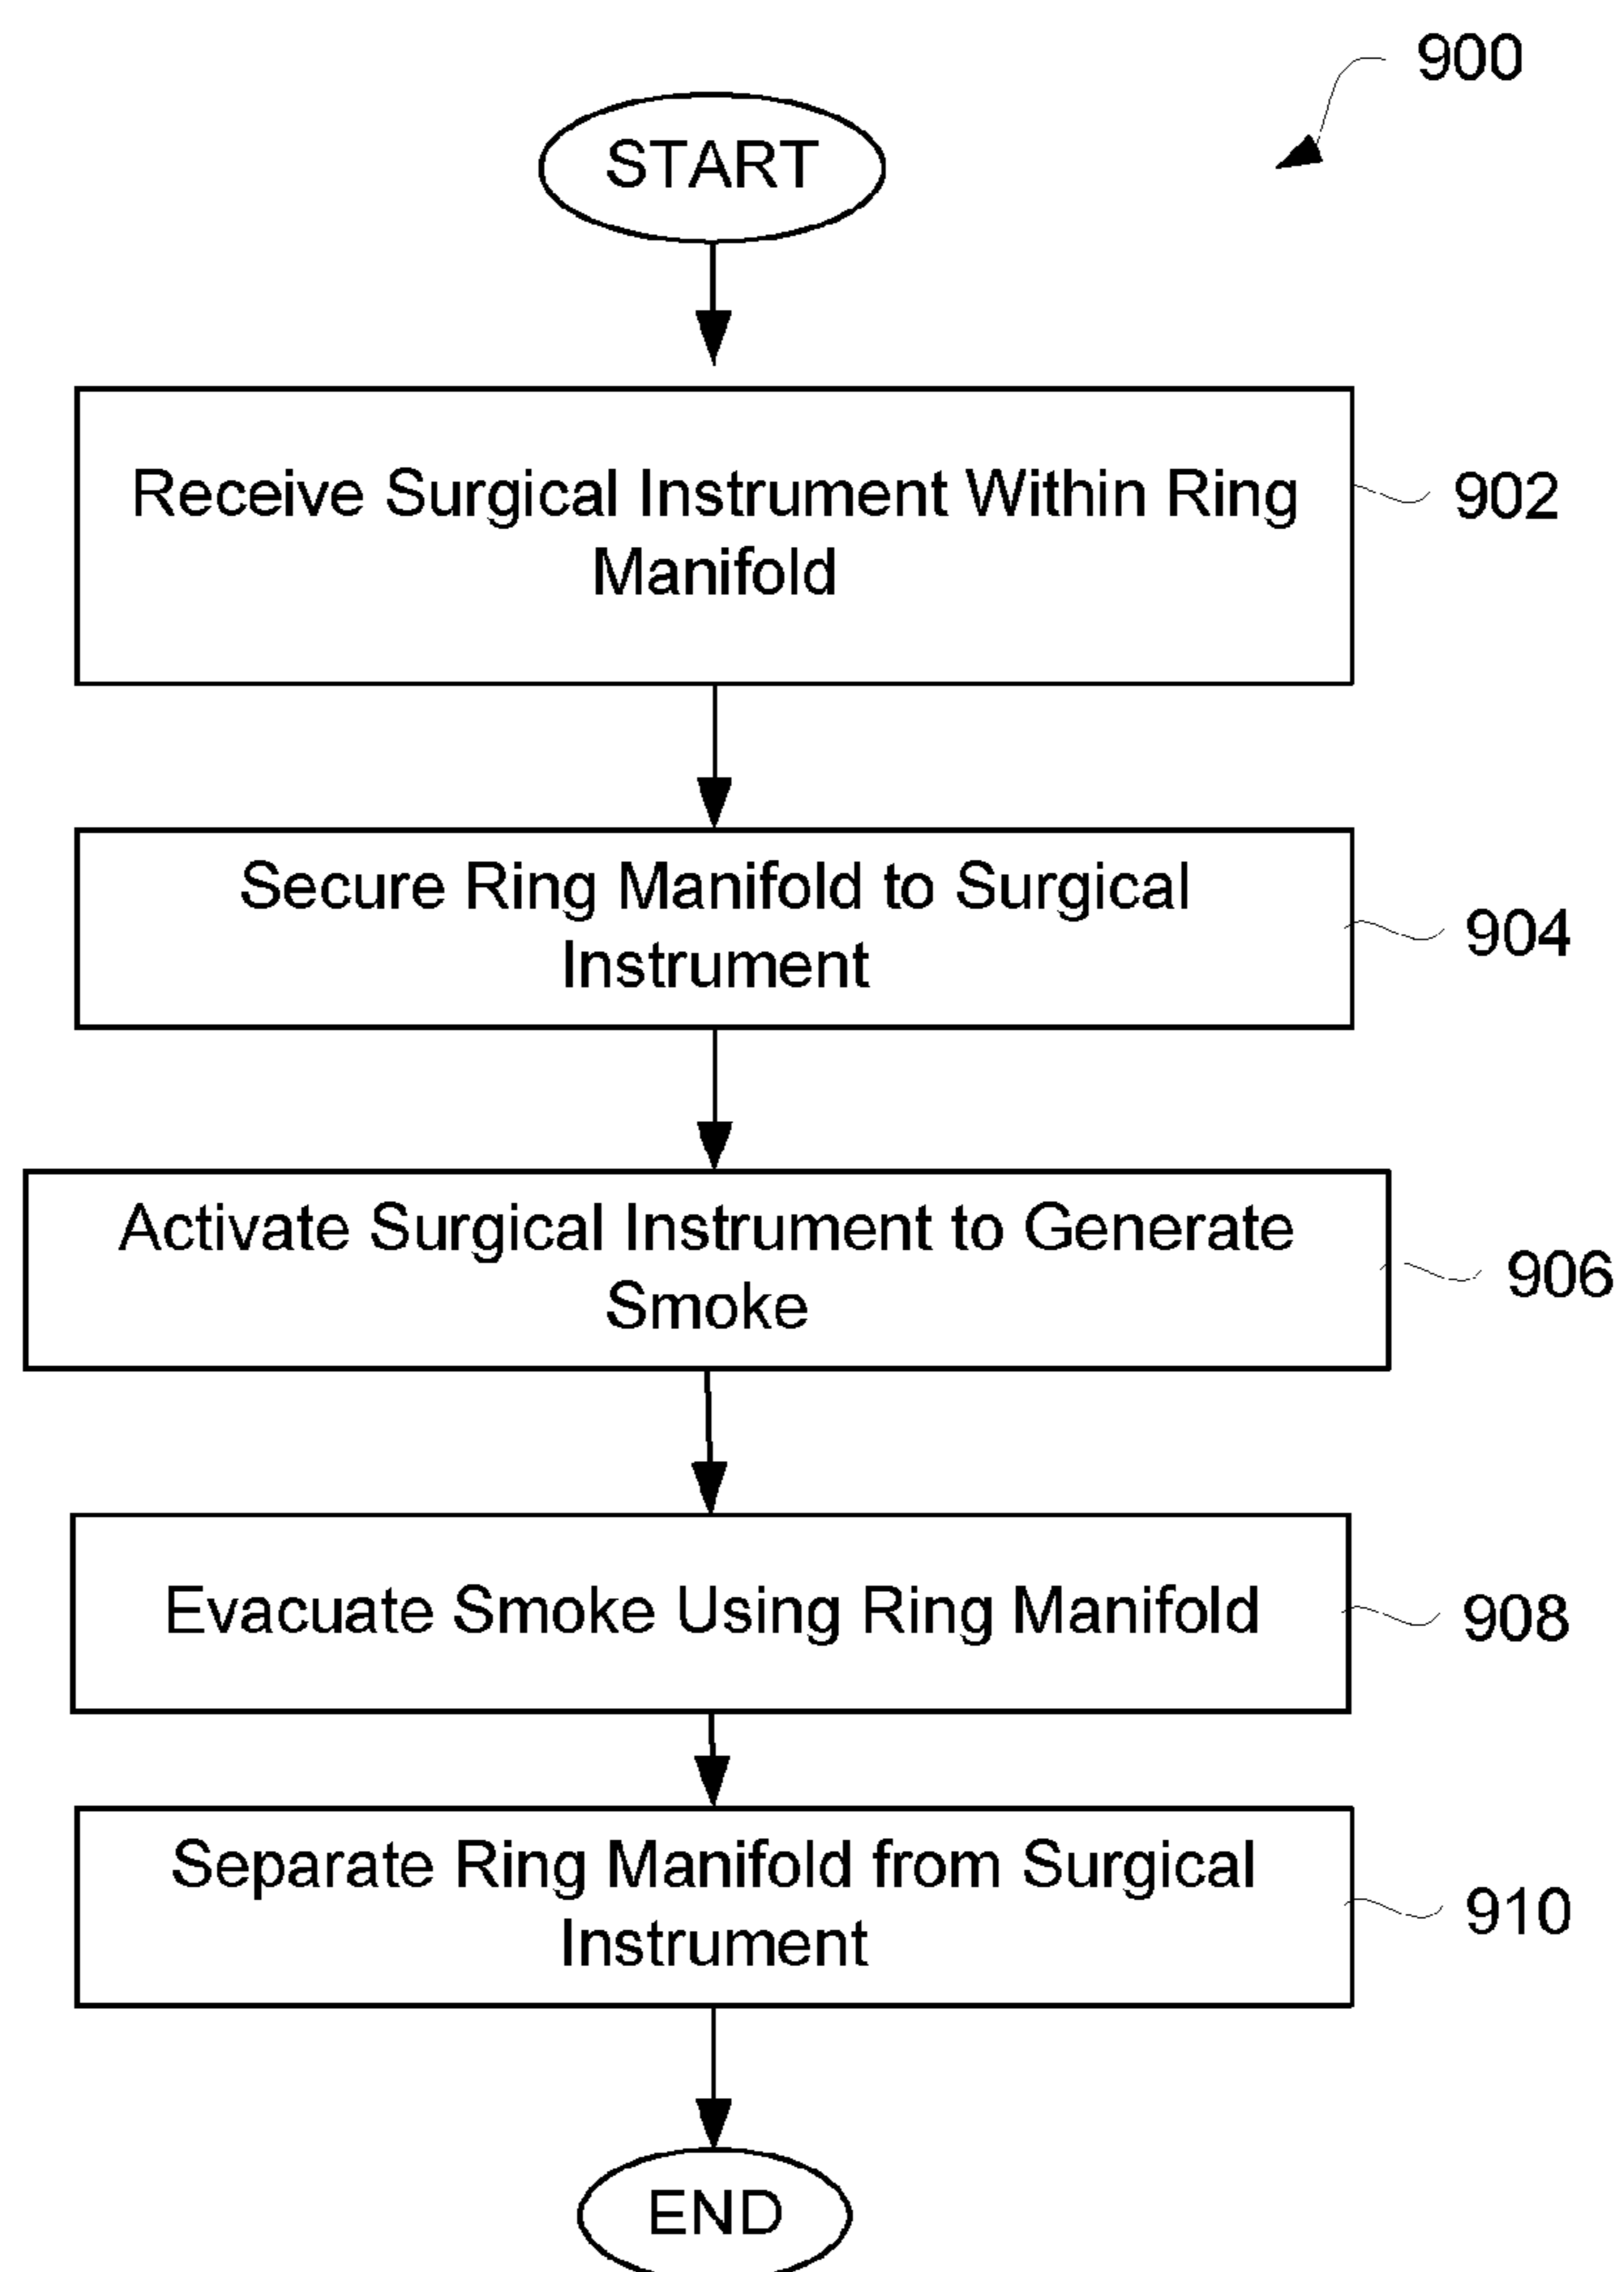 900
START
Receive Surgical Instrument Within Ring
Manifold
902
Secure Ring Manifold to Surgical
Instrument
904
Activate Surgical Instrument to Generate
Smoke
906
Evacuate Smoke Using Ring Manifold
908
Separate Ring Manifold from Surgical
Instrument
910
END